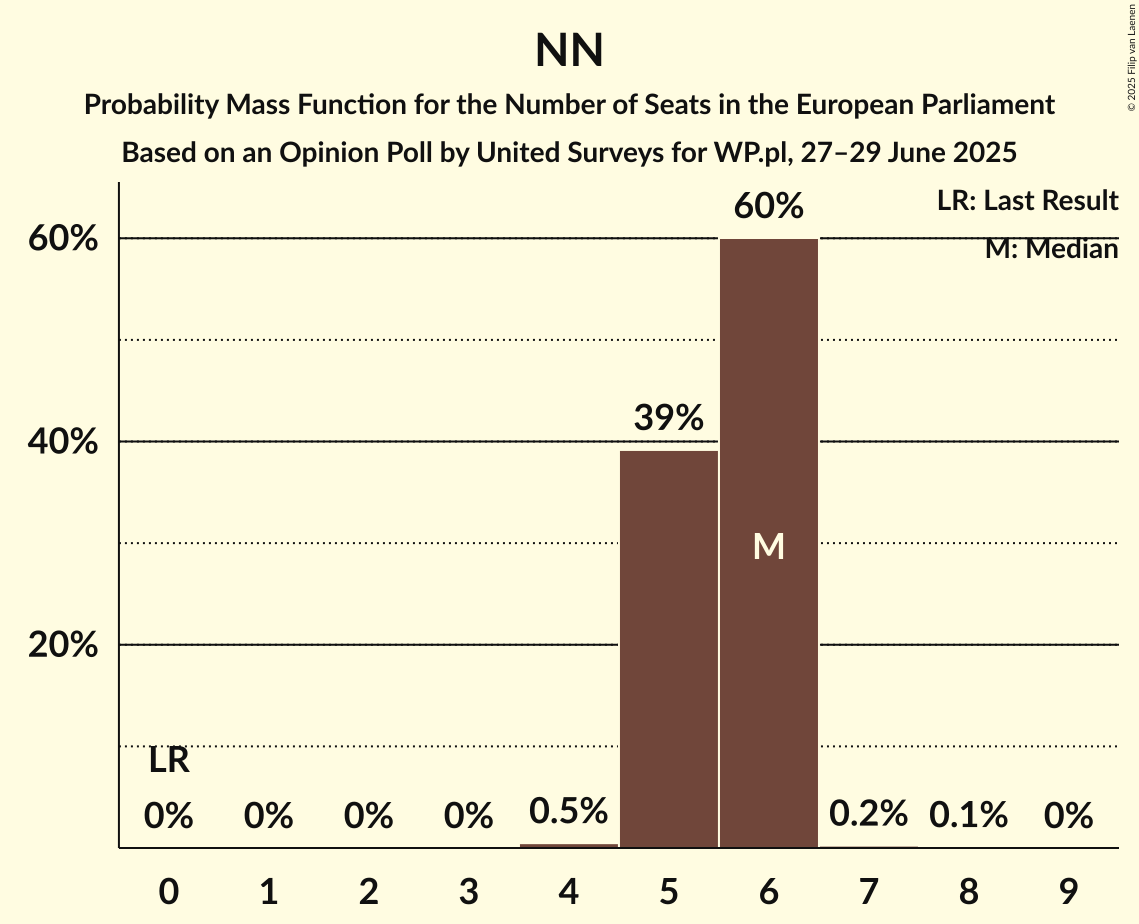 NN
Probability Mass Function for the Number of Seats in the European Parliament
Based on an Opinion Poll by United Surveys for WP.pl, 27–29 June 2025
© 2025 Filip van Laenen
LR: Last Result
M: Median
60%
40%
20%
60%
39%
M
LR
0%
0%
0%
0%
0.5%
0.2%
0.1%
0%
0
1
2
3
4
5
6
7
8
9